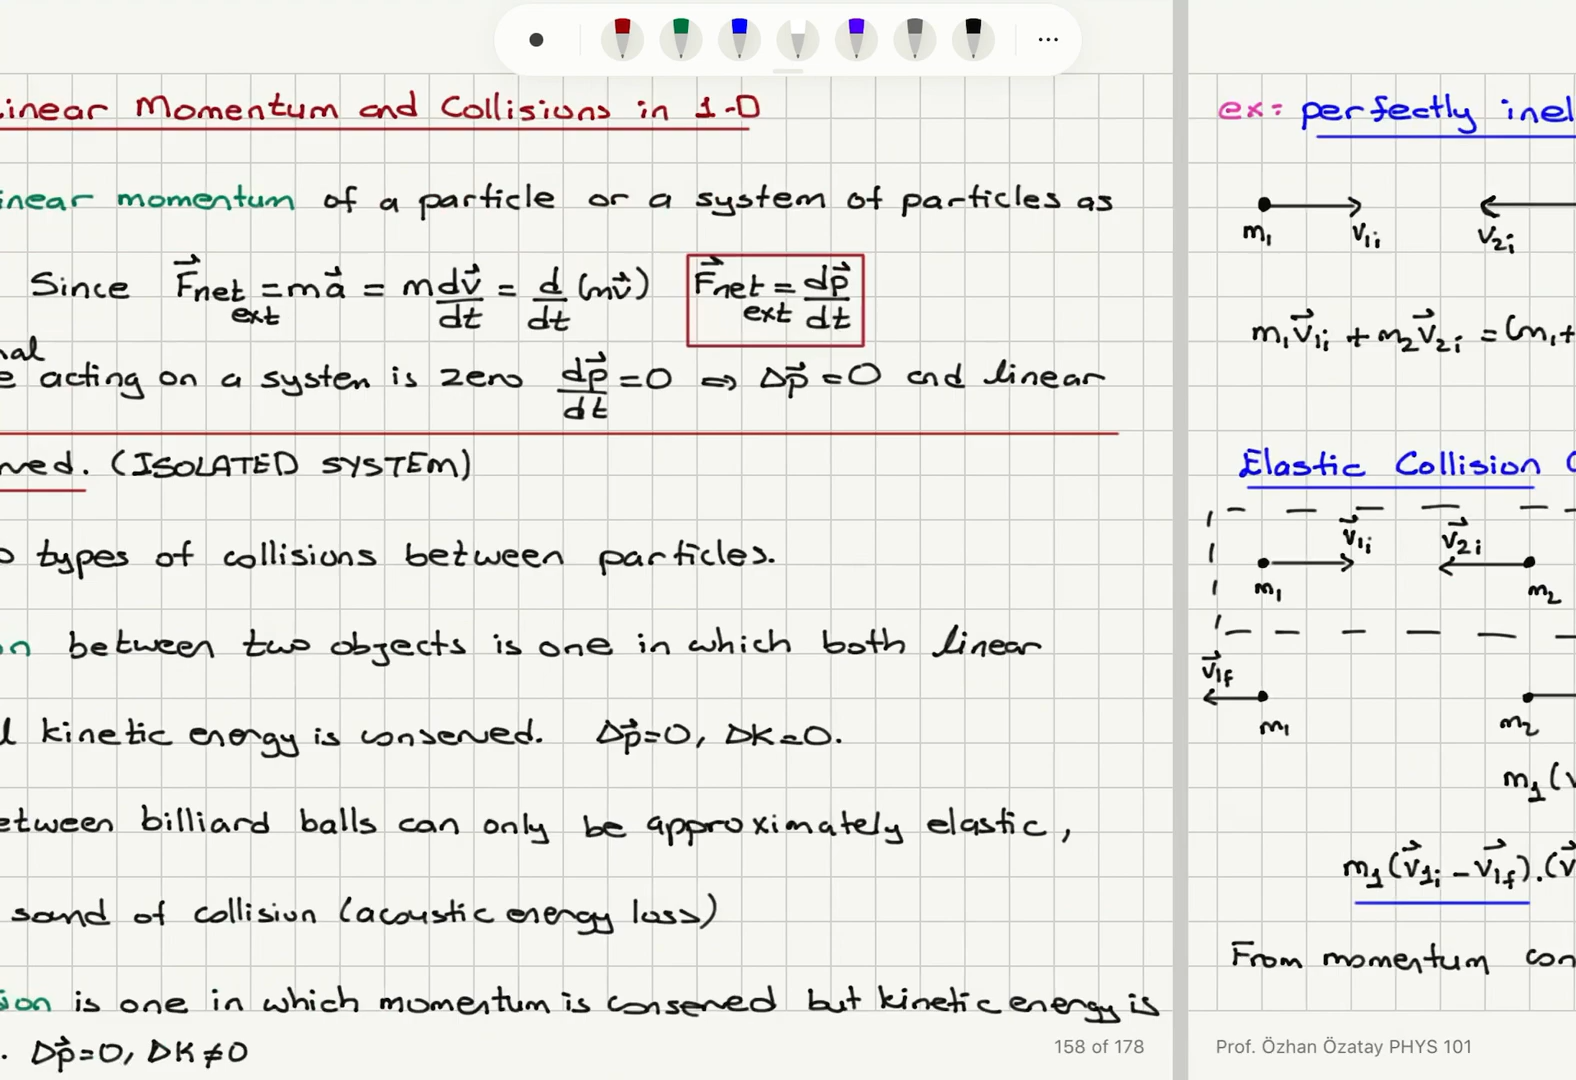 inear Momentum and Collisions in 1-D
inear momentum of a particle or a system of particles as
Since F⃗net ext = ma⃗ = m dv⃗/dt = d/dt (mv⃗) F⃗net ext = dp⃗/dt
nal
e acting on a system is zero dp⃗/dt = 0 ⇒ Δp⃗ = 0 and linear
ved. (ISOLATED SYSTEM)
o types of collisions between particles.
on between two objects is one in which both linear
l kinetic energy is conserved. Δp⃗=0, ΔK=0.
etween billiard balls can only be approximately elastic,
sound of collision (acoustic energy loss)
sion is one in which momentum is conserved but kinetic energy is
. Δp⃗=0, ΔK≠0
158 of 178
ex: perfectly inel
m₁ v₁i v₂i
m₁v⃗₁i + m₂v⃗₂i = (m₁+
Elastic Collision
v⃗₁i v⃗₂i
m₁ m₂
v⃗₁f
m₁ m₂
m₁(v
m₁(v⃗₁i - v⃗₁f).(v⃗
From momentum con
Prof. Özhan Özatay PHYS 101